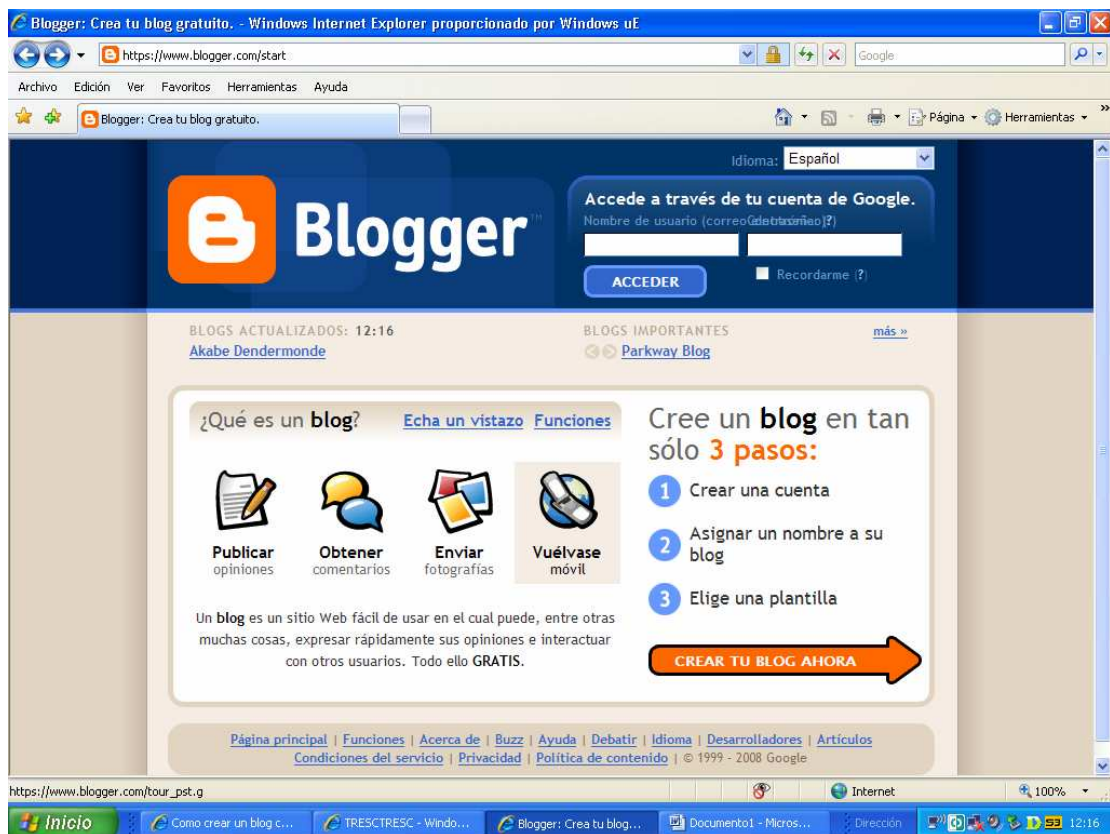 Blogger: Crea tu blog gratuito. - Windows Internet Explorer proporcionado por Windows uE
https://www.blogger.com/start
Google
Archivo Edición Ver Favoritos Herramientas Ayuda
Blogger: Crea tu blog gratuito.
Página Herramientas
Idioma: Español
Blogger™
Accede a través de tu cuenta de Google.
Nombre de usuario (correo
ACCEDER
Recordarme (?)
BLOGS ACTUALIZADOS: 12:16
Akabe Dendermonde
BLOGS IMPORTANTES
más »
Parkway Blog
¿Qué es un blog?
Echa un vistazo Funciones
Publicar
opiniones
Obtener
comentarios
Enviar
fotografías
Vuélvase
móvil
Un blog es un sitio Web fácil de usar en el cual puede, entre otras
muchas cosas, expresar rápidamente sus opiniones e interactuar
con otros usuarios. Todo ello GRATIS.
Cree un blog en tan
sólo 3 pasos:
1 Crear una cuenta
2 Asignar un nombre a su
blog
3 Elige una plantilla
CREAR TU BLOG AHORA
Página principal | Funciones | Acerca de | Buzz | Ayuda | Debatir | Idioma | Desarrolladores | Artículos
Condiciones del servicio | Privacidad | Política de contenido | © 1999 - 2008 Google
https://www.blogger.com/tour_pst.g
Internet
100%
Inicio
Como crear un blog c...
TRESCTRESC - Windo...
Blogger: Crea tu blog...
Documento1 - Micros...
Dirección
53
12:16